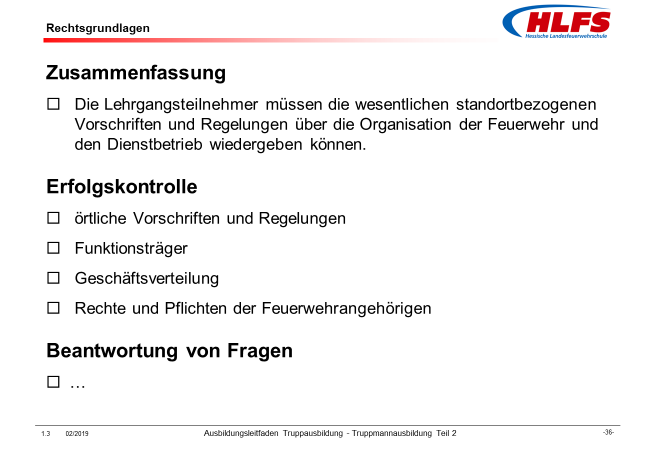 Rechtsgrundlagen
HLFS
Hessische Landesfeuerwehrschule
Zusammenfassung
Die Lehrgangsteilnehmer müssen die wesentlichen standortbezogenen
Vorschriften und Regelungen über die Organisation der Feuerwehr und
den Dienstbetrieb wiedergeben können.
Erfolgskontrolle
örtliche Vorschriften und Regelungen
Funktionsträger
Geschäftsverteilung
Rechte und Pflichten der Feuerwehrangehörigen
Beantwortung von Fragen
…
1.3 02/2019 Ausbildungsleitfaden Truppausbildung - Truppmannausbildung Teil 2 -36-